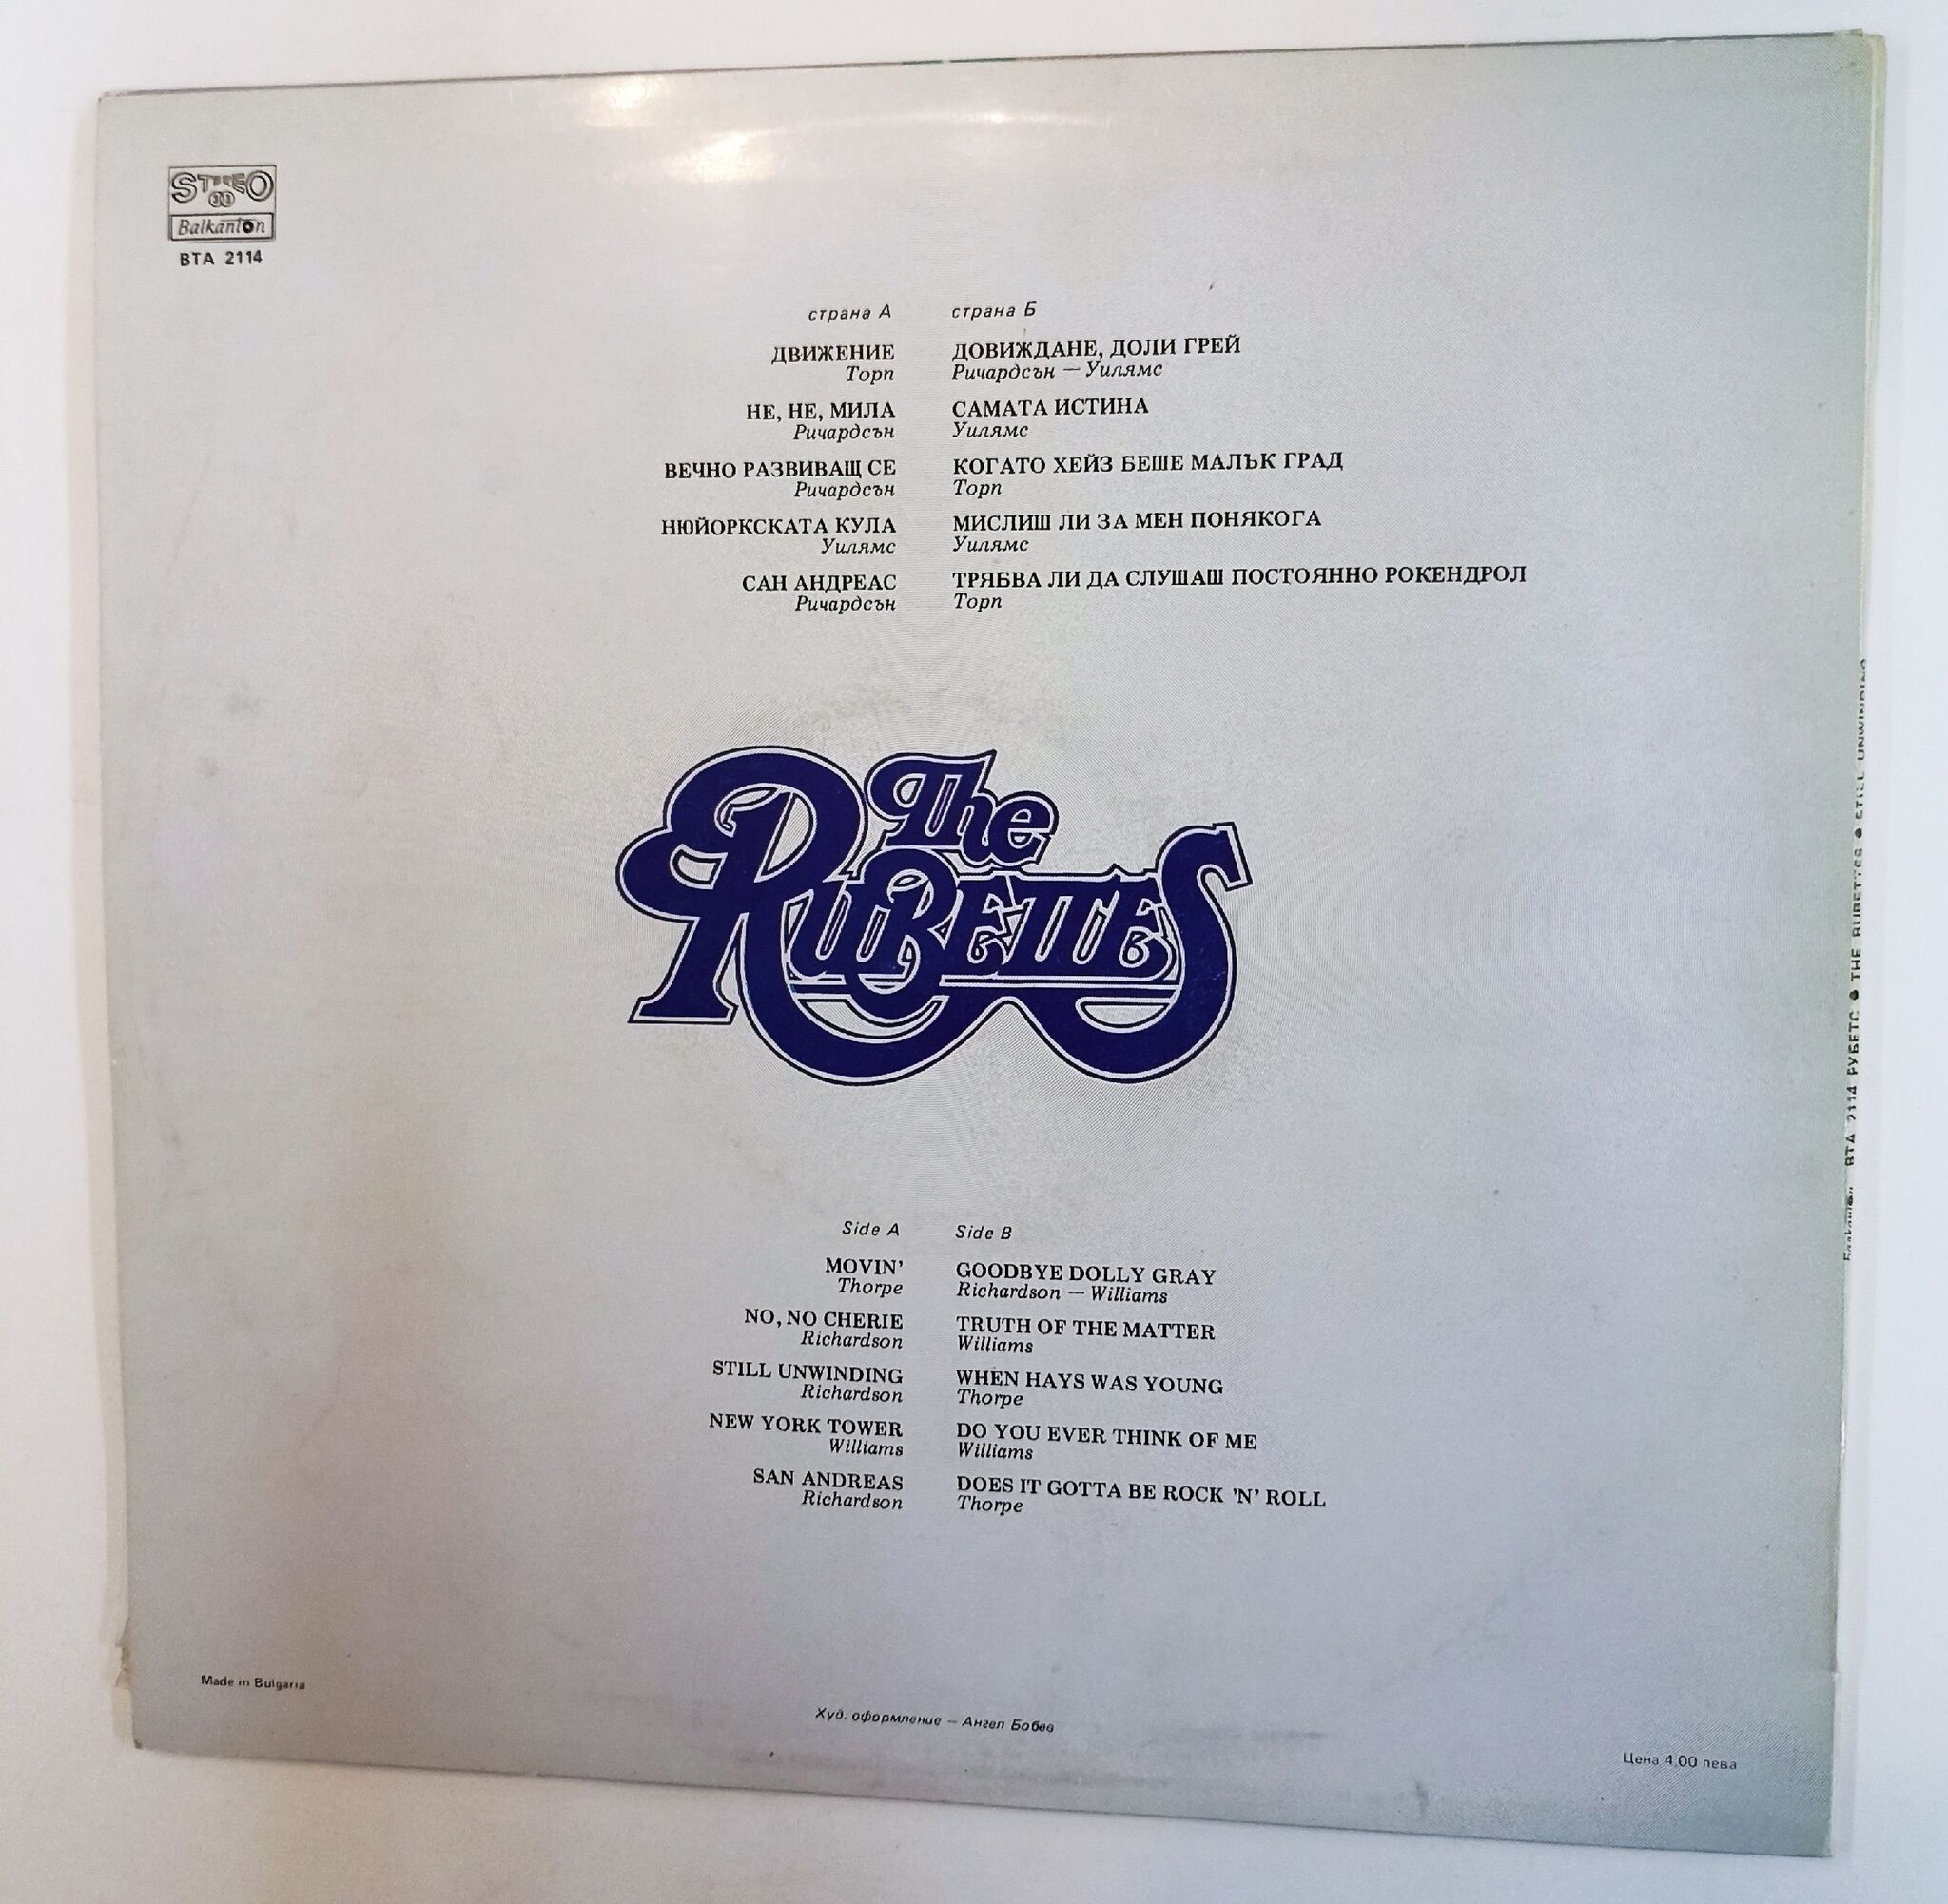 STEREO
33
Balkanton
ВТА 2114
страна А
ДВИЖЕНИЕ
Торп
НЕ, НЕ, МИЛА
Ричардсън
ВЕЧНО РАЗВИВАЩ СЕ
Ричардсън
НЮЙОРКСКАТА КУЛА
Уилямс
САН АНДРЕАС
Ричардсън
страна Б
ДОВИЖДАНЕ, ДОЛИ ГРЕЙ
Ричардсън — Уилямс
САМАТА ИСТИНА
Уилямс
КОГАТО ХЕЙЗ БЕШЕ МАЛЪК ГРАД
Торп
МИСЛИШ ЛИ ЗА МЕН ПОНЯКОГА
Уилямс
ТРЯБВА ЛИ ДА СЛУШАШ ПОСТОЯННО РОКЕНДРОЛ
Торп
The
RUBETTES
Side A
MOVIN'
Thorpe
NO, NO CHERIE
Richardson
STILL UNWINDING
Richardson
NEW YORK TOWER
Williams
SAN ANDREAS
Richardson
Side B
GOODBYE DOLLY GRAY
Richardson — Williams
TRUTH OF THE MATTER
Williams
WHEN HAYS WAS YOUNG
Thorpe
DO YOU EVER THINK OF ME
Williams
DOES IT GOTTA BE ROCK 'N' ROLL
Thorpe
Made in Bulgaria
Худ. оформление — Ангел Бобев
Цена 4,00 лева
ВТА 2114 РУБЕТС ● THE RUBETTES ● STILL UNWINDING